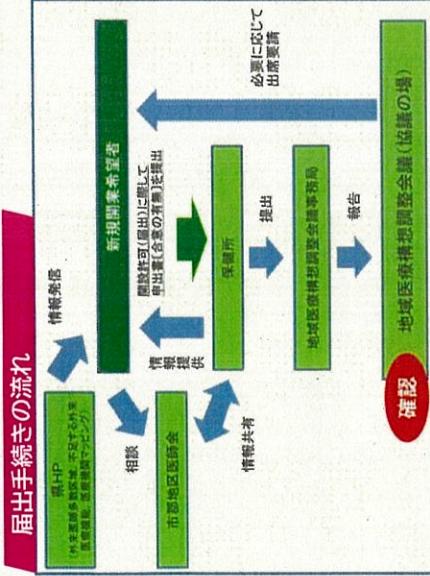 届出手続きの流れ
県HP
(外来医師多数区域、不足する外来
医療機能、医療機関マッピング)
情報発信
新規開業希望者
相談
市郡地区医師会
情報
提供
開設許可(届出)に際して
申出書(合意の有無)を提出
情報共有
保健所
提出
地域医療構想調整会議事務局
報告
必要に応じて
出席要請
確認
地域医療構想調整会議(協議の場)